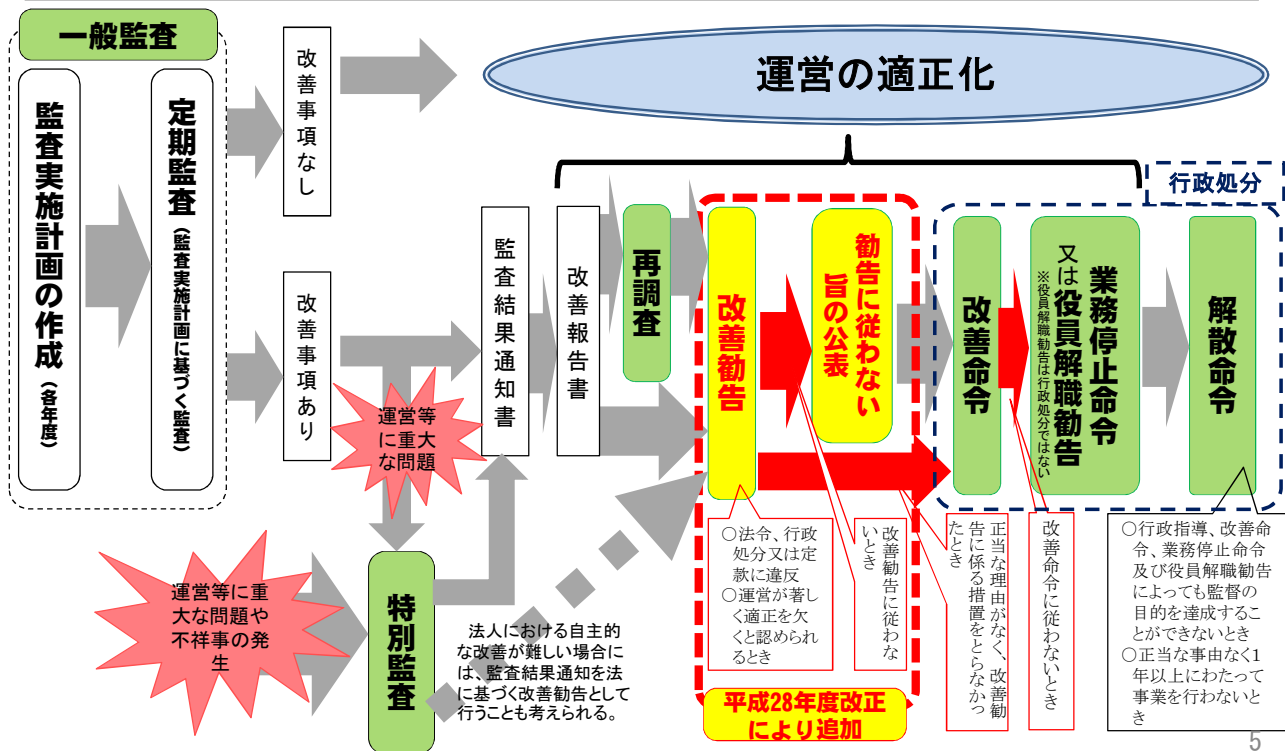 一般監査
監査実施計画の作成（各年度）
定期監査（監査実施計画に基づく監査）
改善事項なし
改善事項あり
運営の適正化
行政処分
運営等
に重大
な問題
運営等に重
大な問題や
不祥事の発
生
特別監査
監査結果通知書
改善報告書
再調査
法人における自主的
な改善が難しい場合に
は、監査結果通知を法
に基づく改善勧告として
行うことも考えられる。
改善勧告
勧告に従わない
旨の公表
改善命令
業務停止命令
又は役員解職勧告
※役員解職勧告は行政処分ではない
解散命令
○法令、行政
処分又は定
款に違反
○運営が著し
く適正を欠
くと認められ
るとき
改善勧告に従わな
いとき
正当な理由がなく、改善勧
告に係る措置をとらなかっ
たとき
改善命令に従わないとき
○行政指導、改善命
令、業務停止命令
及び役員解職勧告
によっても監督の
目的を達成するこ
とができないとき
○正当な事由なく1
年以上にわたって
事業を行わないと
き
平成28年度改正
により追加
5